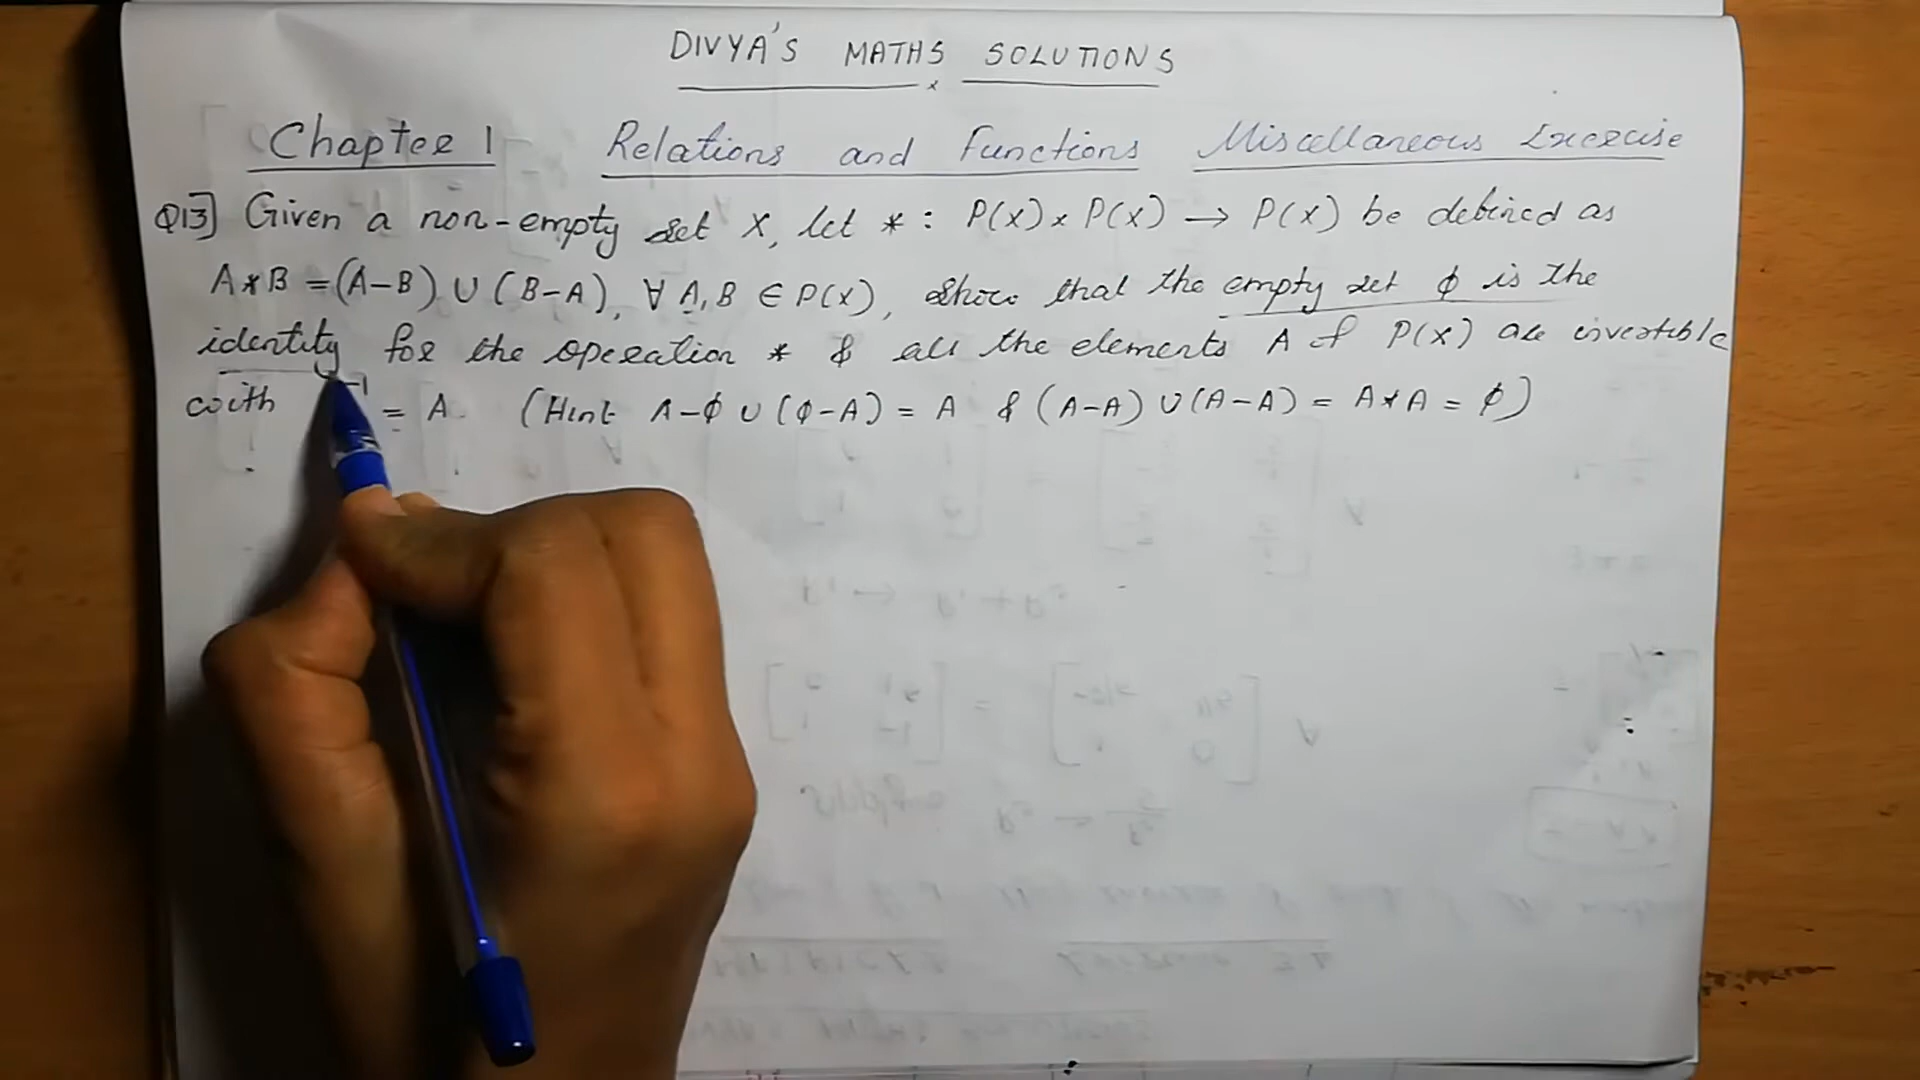 DIVYA'S MATHS SOLUTIONS
Chapter 1 Relations and Functions Miscellaneous Exercise
Q13] Given a non-empty set X, let * : P(X) × P(X) → P(X) be defined as
A * B = (A-B) ∪ (B-A), ∀ A, B ∈ P(X), show that the empty set ϕ is the
identity for the operation * & all the elements A of P(X) are invertible
with -1 = A. (Hint A-ϕ ∪ (ϕ-A) = A & (A-A) ∪ (A-A) = A*A = ϕ)